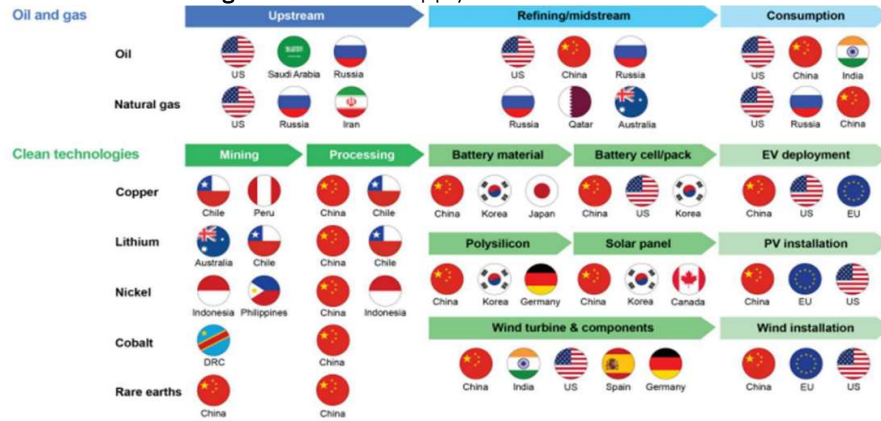 Oil and gas Upstream Refining/midstream Consumption
Oil
US Saudi Arabia Russia US China Russia US China India
Natural gas
US Russia Iran Russia Qatar Australia US Russia China
Clean technologies Mining Processing Battery material Battery cell/pack EV deployment
Copper
Chile Peru China Chile China Korea Japan China US Korea China US EU
Lithium Polysilicon Solar panel PV installation
Australia Chile China Chile
Nickel China Korea Germany China Korea Canada China EU US
Indonesia Philippines China Indonesia
Wind turbine & components Wind installation
Cobalt
DRC China China India US Spain Germany China EU US
Rare earths
China China